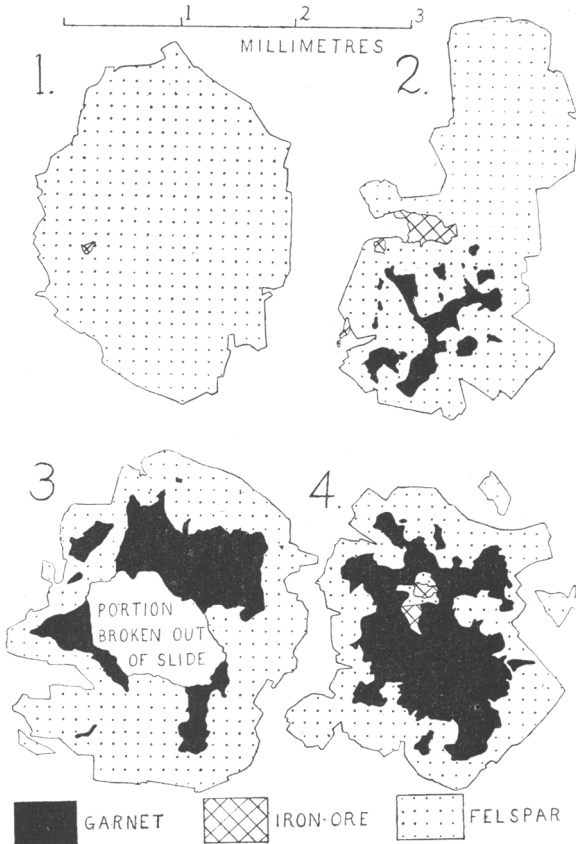 1 2 3
MILLIMETRES
1.
2.
3
4.
PORTION
BROKEN OUT
OF SLIDE
GARNET IRON-ORE FELSPAR